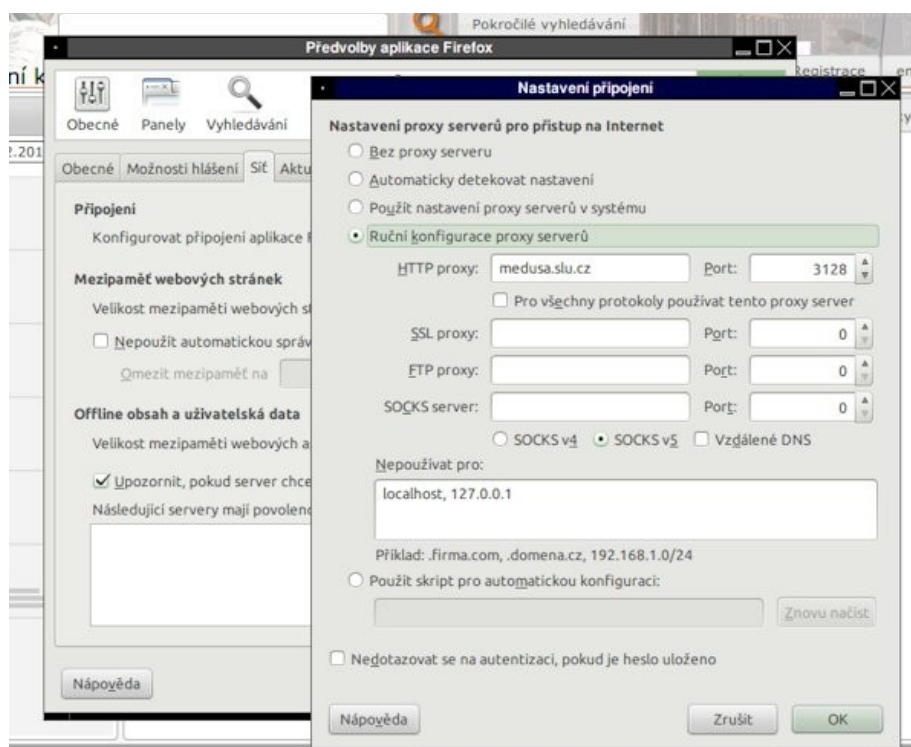 Pokročilé vyhledávání
Předvolby aplikace Firefox
ní k
Registrace en
Nastavení připojení
Obecné Panely Vyhledávání
Nastavení proxy serverů pro přístup na Internet
Bez proxy serveru
2.201
Obecné Možnosti hlášení Síť Aktu
Automaticky detekovat nastavení
Použít nastavení proxy serverů v systému
Připojení
Konfigurovat připojení aplikace F
Ruční konfigurace proxy serverů
HTTP proxy: medusa.slu.cz Port: 3128
Mezipaměť webových stránek
Pro všechny protokoly používat tento proxy server
Velikost mezipaměti webových st
SSL proxy: Port: 0
Nepoužít automatickou správ
FTP proxy: Port: 0
Omezit mezipaměť na
SOCKS server: Port: 0
Offline obsah a uživatelská data
SOCKS v4 SOCKS v5 Vzdálené DNS
Velikost mezipaměti webových a
Nepoužívat pro:
Upozornit, pokud server chce
localhost, 127.0.0.1
Následující servery mají povoleno
Příklad: .firma.com, .domena.cz, 192.168.1.0/24
Použít skript pro automatickou konfiguraci:
Znovu načíst
Nedotazovat se na autentizaci, pokud je heslo uloženo
Nápověda
Nápověda Zrušit OK